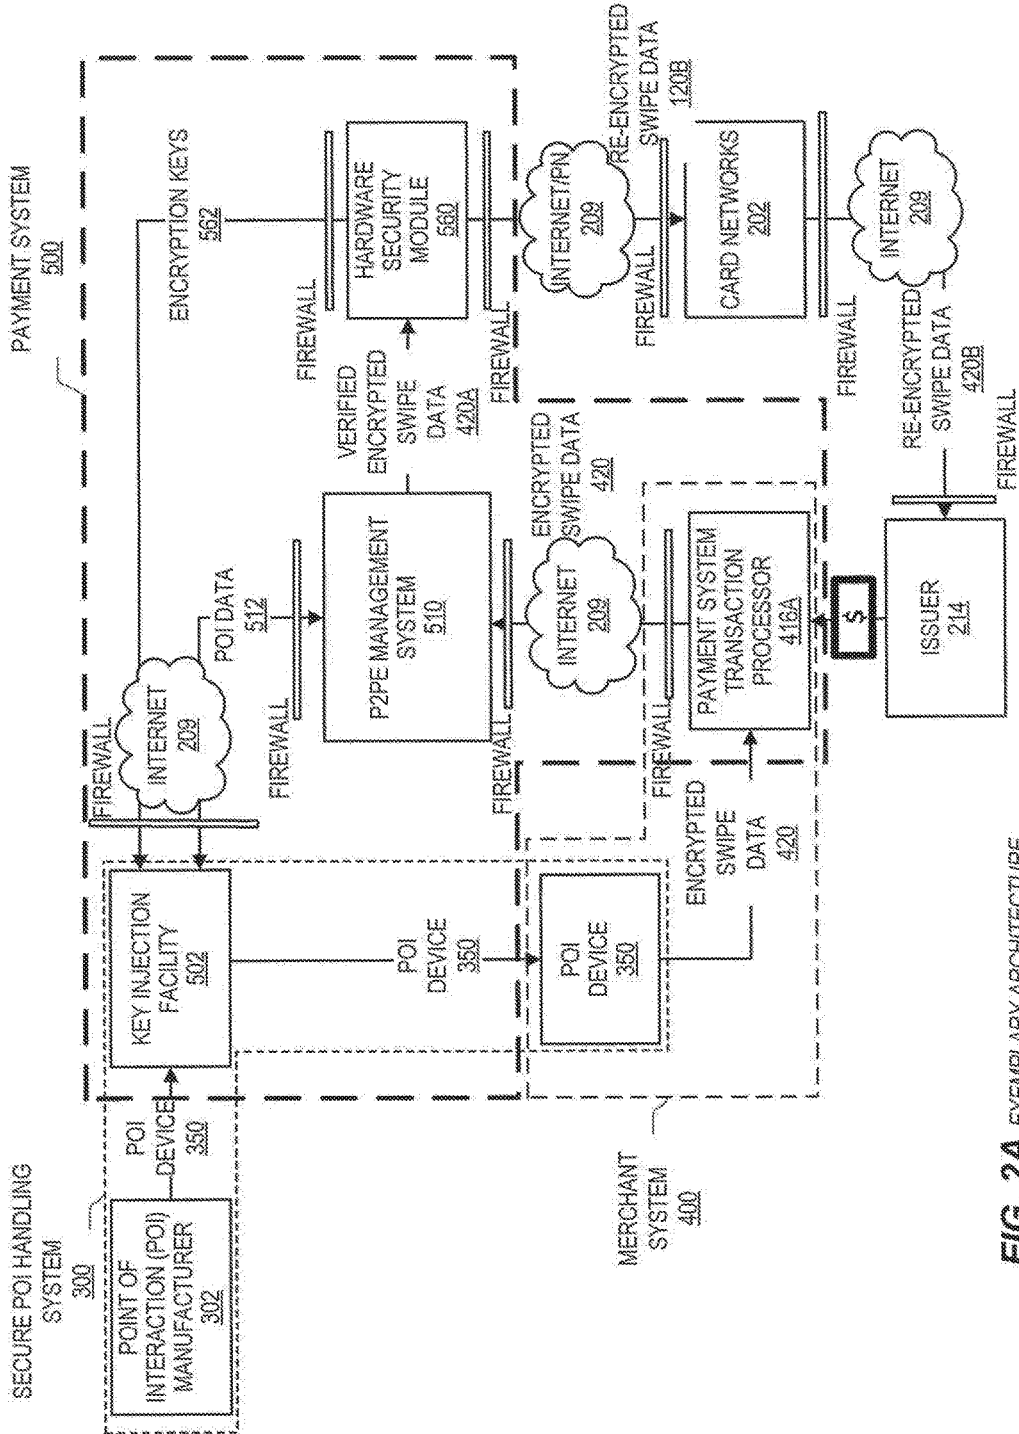 SECURE POI HANDLING
SYSTEM
300
POINT OF
INTERACTION (POI)
MANUFACTURER
302
POI
DEVICE
350
PAYMENT SYSTEM
500
KEY INJECTION
FACILITY
502
FIREWALL
INTERNET
209
ENCRYPTION KEYS
562
POI DATA
512
FIREWALL
FIREWALL
POI
DEVICE
350
P2PE MANAGEMENT
SYSTEM
510
VERIFIED
ENCRYPTED
SWIPE
DATA
420A
HARDWARE
SECURITY
MODULE
560
FIREWALL
FIREWALL
MERCHANT
SYSTEM
400
POI
DEVICE
350
ENCRYPTED
SWIPE
DATA
420
FIREWALL
INTERNET
209
ENCRYPTED
SWIPE DATA
420
FIREWALL
PAYMENT SYSTEM
TRANSACTION
PROCESSOR
416A
INTERNET/PN
209
RE-ENCRYPTED
SWIPE DATA
120B
FIREWALL
CARD NETWORKS
202
FIREWALL
INTERNET
209
RE-ENCRYPTED
SWIPE DATA
420B
FIREWALL
ISSUER
214
$
FIG. 2A EXEMPLARY ARCHITECTURE